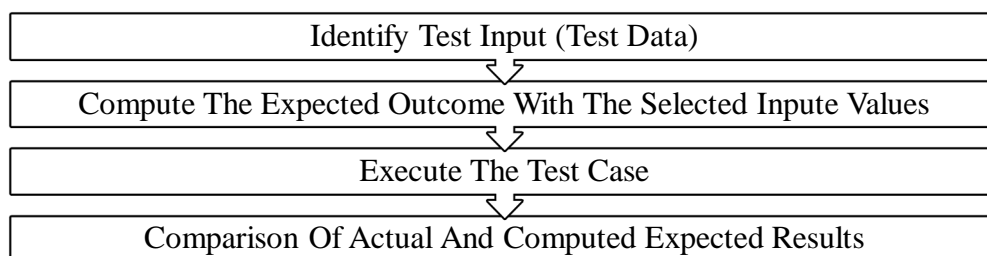 Identify Test Input (Test Data)
Compute The Expected Outcome With The Selected Inpute Values
Execute The Test Case
Comparison Of Actual And Computed Expected Results